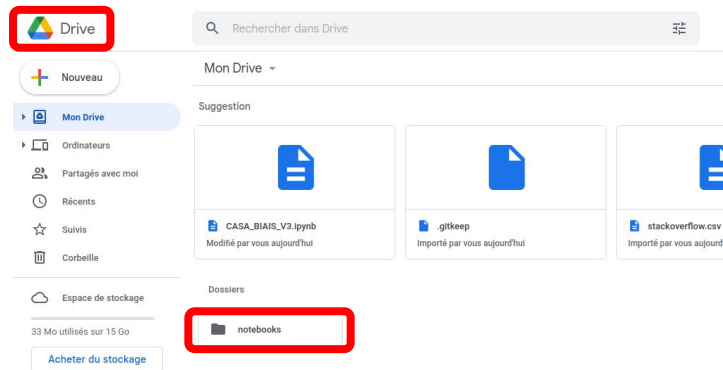 Drive
Rechercher dans Drive
Nouveau
Mon Drive
Suggestion
Mon Drive
Ordinateurs
Partagés avec moi
Récents
Suivis
Corbeille
Espace de stockage
33 Mo utilisés sur 15 Go
Acheter du stockage
CASA_BIAIS_V3.ipynb
Modifié par vous aujourd'hui
.gitkeep
Importé par vous aujourd'hui
stackoverflow.csv
Importé par vous aujourd
Dossiers
notebooks